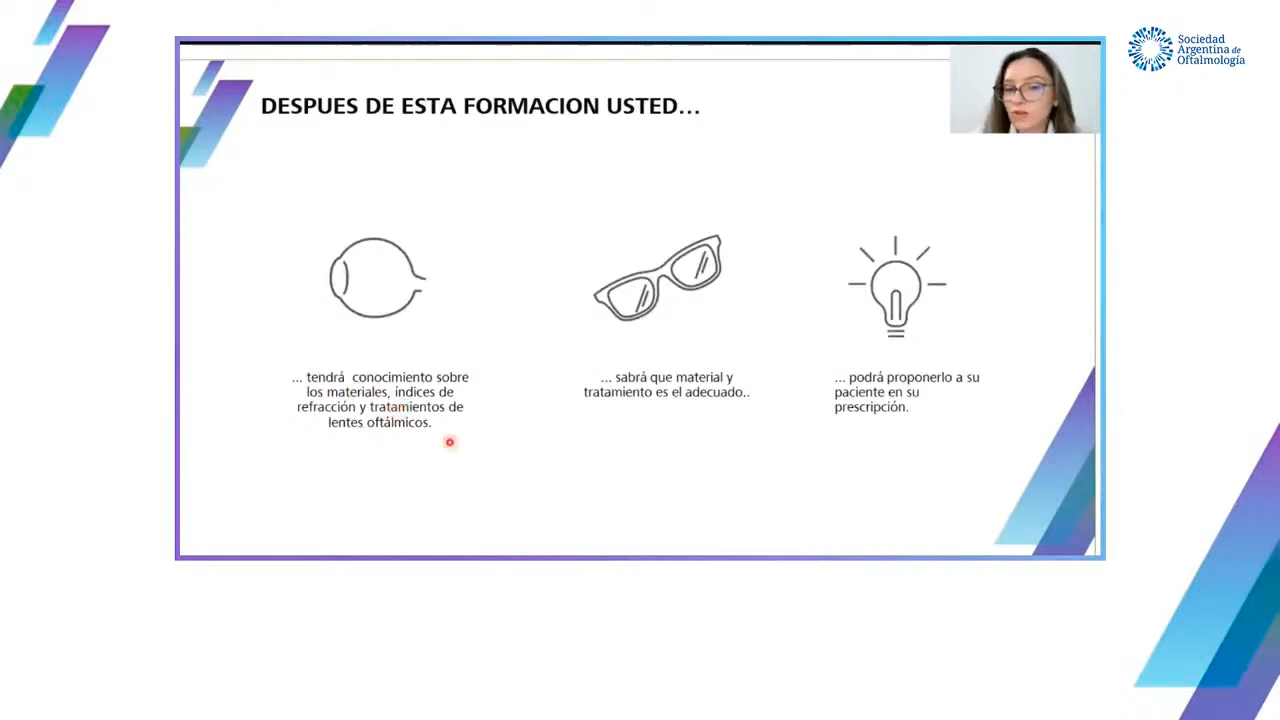 Sociedad
Argentina de
Oftalmología
DESPUES DE ESTA FORMACION USTED...
... tendrá conocimiento sobre
los materiales, indices de
refracción y tratamientos de
lentes oftálmicos.
... sabrá que material y
tratamiento es el adecuado..
... podrá proponerlo a su
paciente en su
prescripción.